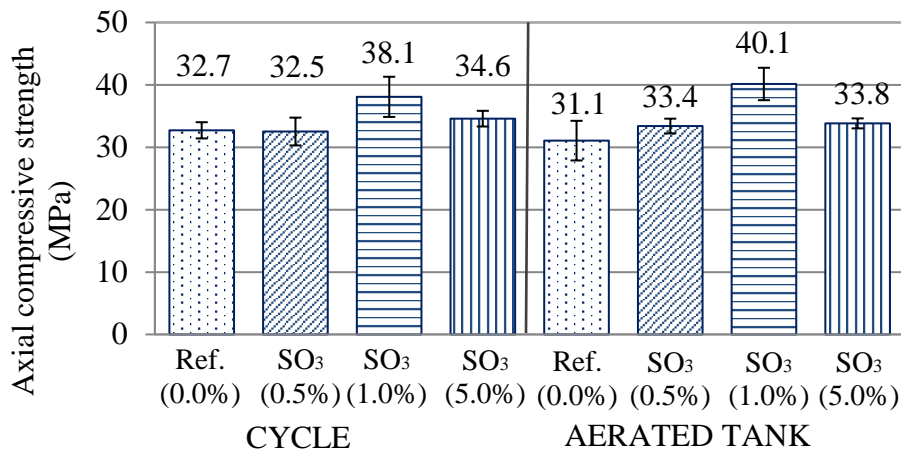 Axial compressive strength
(MPa)
50
40
30
20
10
0
32.7 32.5 38.1 34.6 31.1 33.4 40.1 33.8
Ref. SO₃ SO₃ SO₃ Ref. SO₃ SO₃ SO₃
(0.0%) (0.5%) (1.0%) (5.0%) (0.0%) (0.5%) (1.0%) (5.0%)
CYCLE AERATED TANK